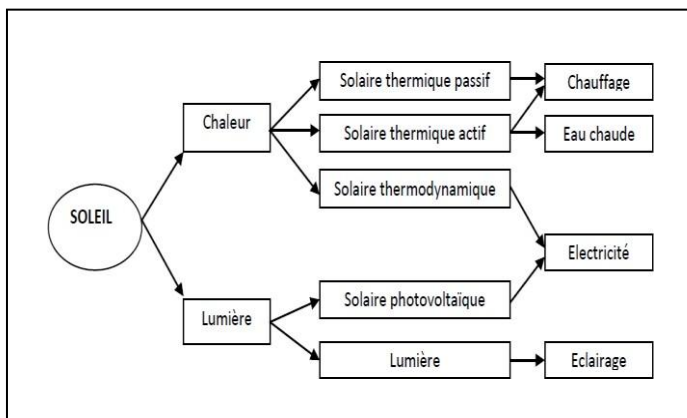 SOLEIL
Chaleur
Lumière
Solaire thermique passif
Solaire thermique actif
Solaire thermodynamique
Solaire photovoltaïque
Lumière
Chauffage
Eau chaude
Electricité
Eclairage